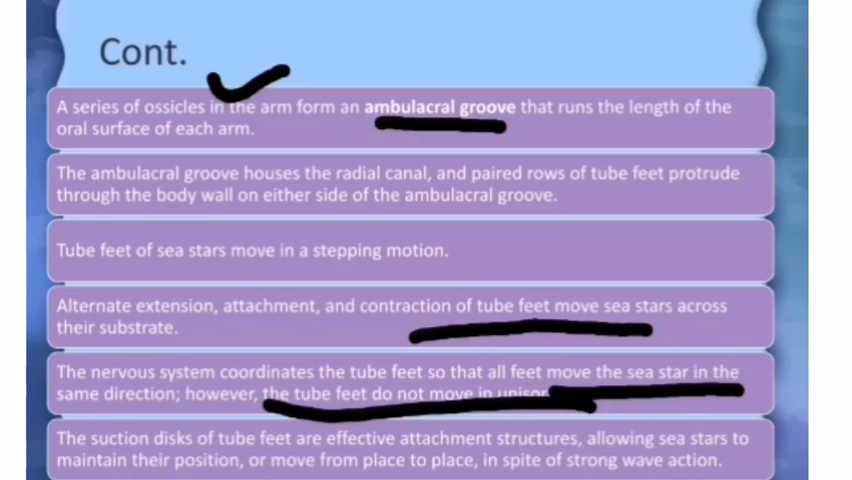 Cont.
A series of ossicles in the arm form an ambulacral groove that runs the length of the
oral surface of each arm.
The ambulacral groove houses the radial canal, and paired rows of tube feet protrude
through the body wall on either side of the ambulacral groove.
Tube feet of sea stars move in a stepping motion.
Alternate extension, attachment, and contraction of tube feet move sea stars across
their substrate.
The nervous system coordinates the tube feet so that all feet move the sea star in the
same direction; however, the tube feet do not move in unison
The suction disks of tube feet are effective attachment structures, allowing sea stars to
maintain their position, or move from place to place, in spite of strong wave action.